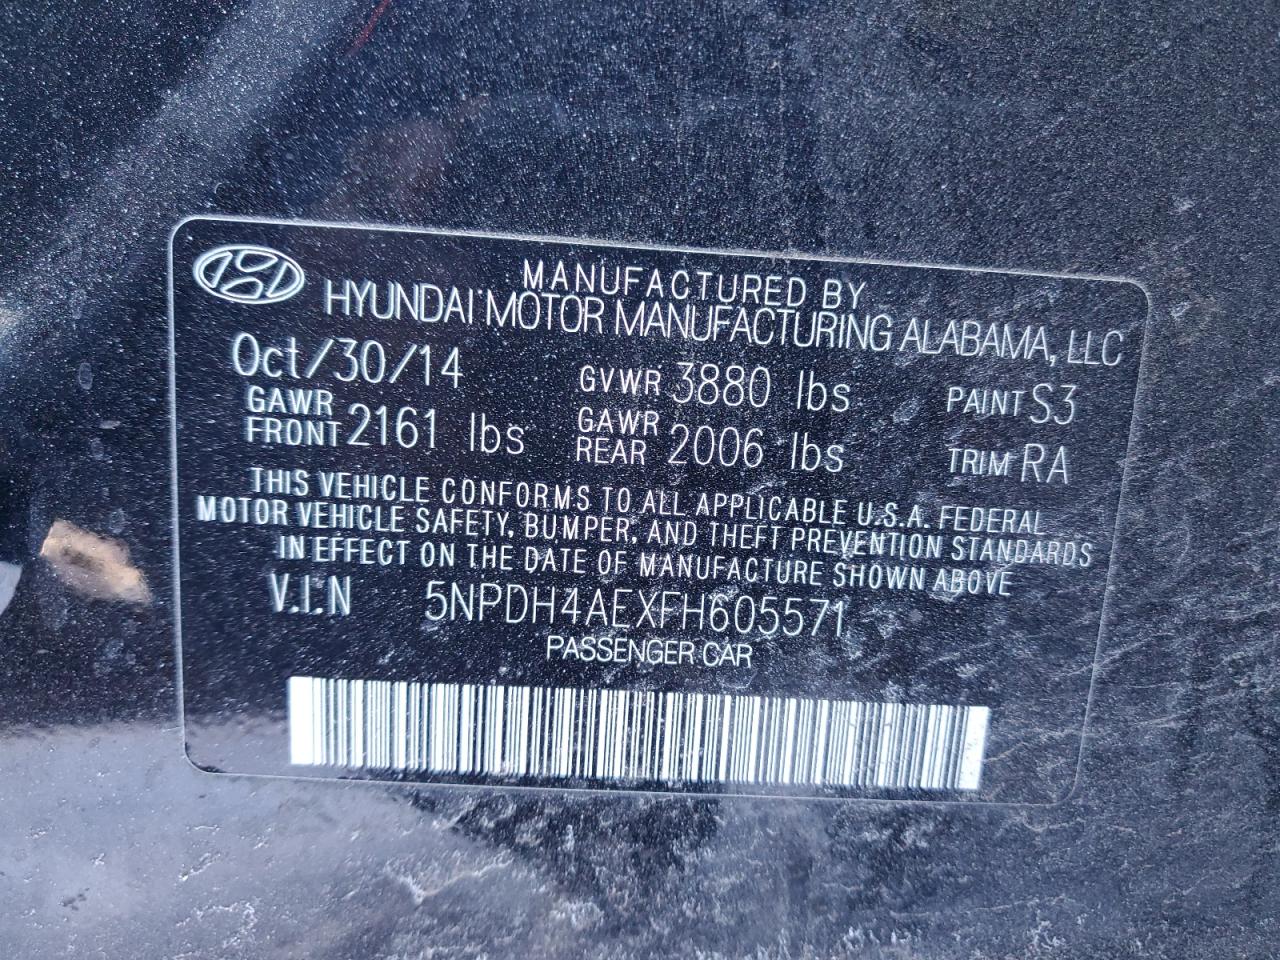 MANUFACTURED BY
HYUNDAI MOTOR MANUFACTURING ALABAMA, LLC
Oct/30/14 GVWR 3880 lbs PAINT S3
GAWR FRONT 2161 lbs GAWR REAR 2006 lbs TRIM RA
THIS VEHICLE CONFORMS TO ALL APPLICABLE U.S.A. FEDERAL
MOTOR VEHICLE SAFETY, BUMPER, AND THEFT PREVENTION STANDARDS
IN EFFECT ON THE DATE OF MANUFACTURE SHOWN ABOVE
V.I.N 5NPDH4AEXFH605571
PASSENGER CAR